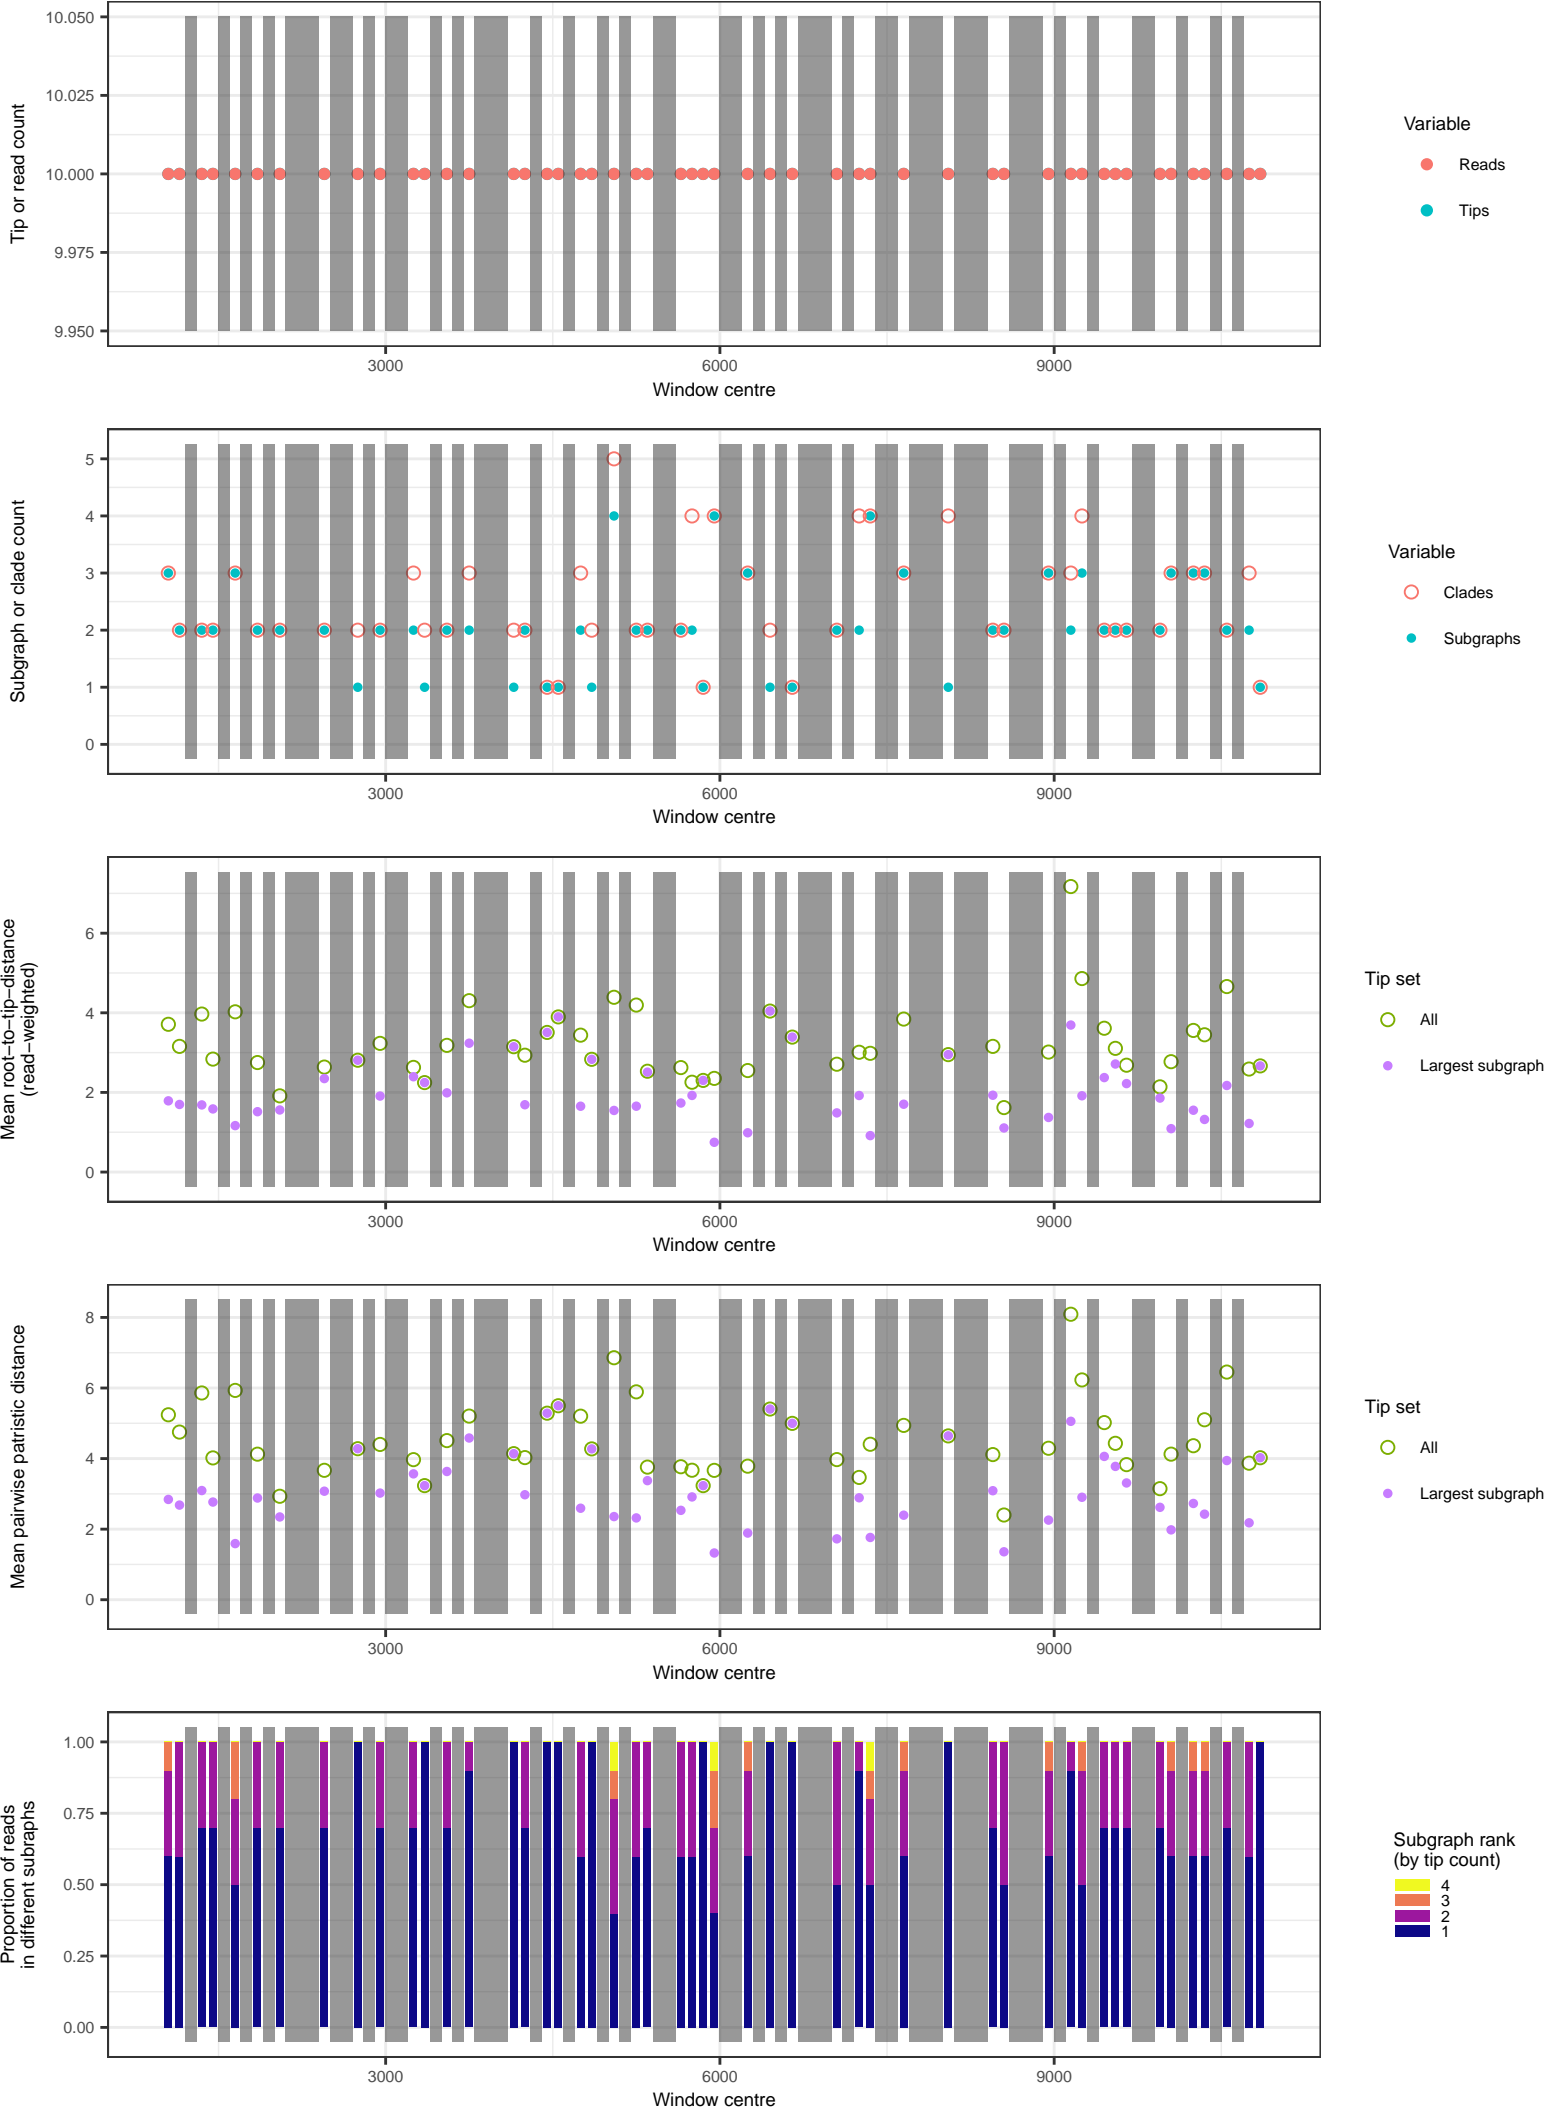 10.050
10.025
10.000
9.975
9.950
Tip or read count
3000 6000 9000
Window centre
Variable
Reads
Tips
5
4
3
2
1
0
Subgraph or clade count
3000 6000 9000
Window centre
Variable
Clades
Subgraphs
6
4
2
0
Mean root−to−tip−distance
(read−weighted)
3000 6000 9000
Window centre
Tip set
All
Largest subgraph
8
6
4
2
0
Mean pairwise patristic distance
3000 6000 9000
Window centre
Tip set
All
Largest subgraph
1.00
0.75
0.50
0.25
0.00
Proportion of reads
in different subraphs
3000 6000 9000
Window centre
Subgraph rank
(by tip count)
4
3
2
1